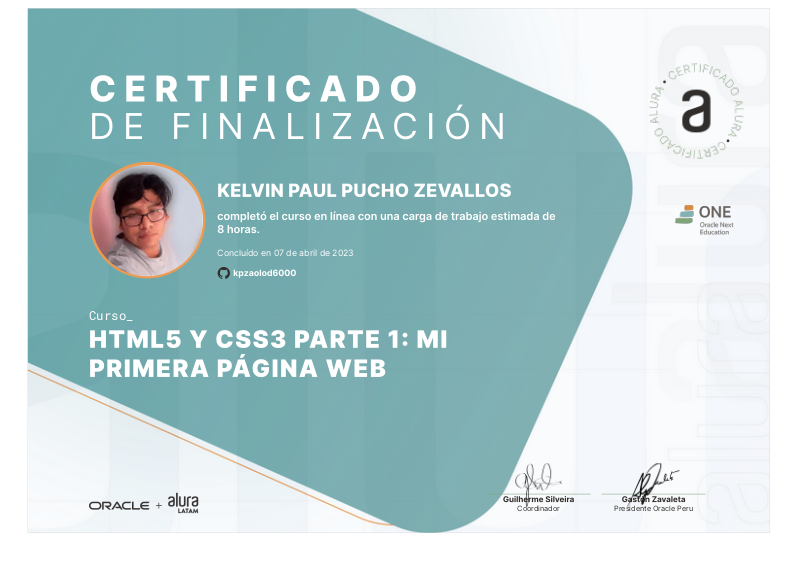 CERTIFICADO
DE FINALIZACIÓN
CERTIFICADO ALURA • CERTIFICADO ALURA •
a
KELVIN PAUL PUCHO ZEVALLOS
completó el curso en línea con una carga de trabajo estimada de
8 horas.
Concluído en 07 de abril de 2023
kpzaolod6000
ONE
Oracle Next
Education
Curso_
HTML5 Y CSS3 PARTE 1: MI
PRIMERA PÁGINA WEB
ORACLE + alura
LATAM
Guilherme Silveira
Coordinador
Gastón Zavaleta
Presidente Oracle Peru
alura